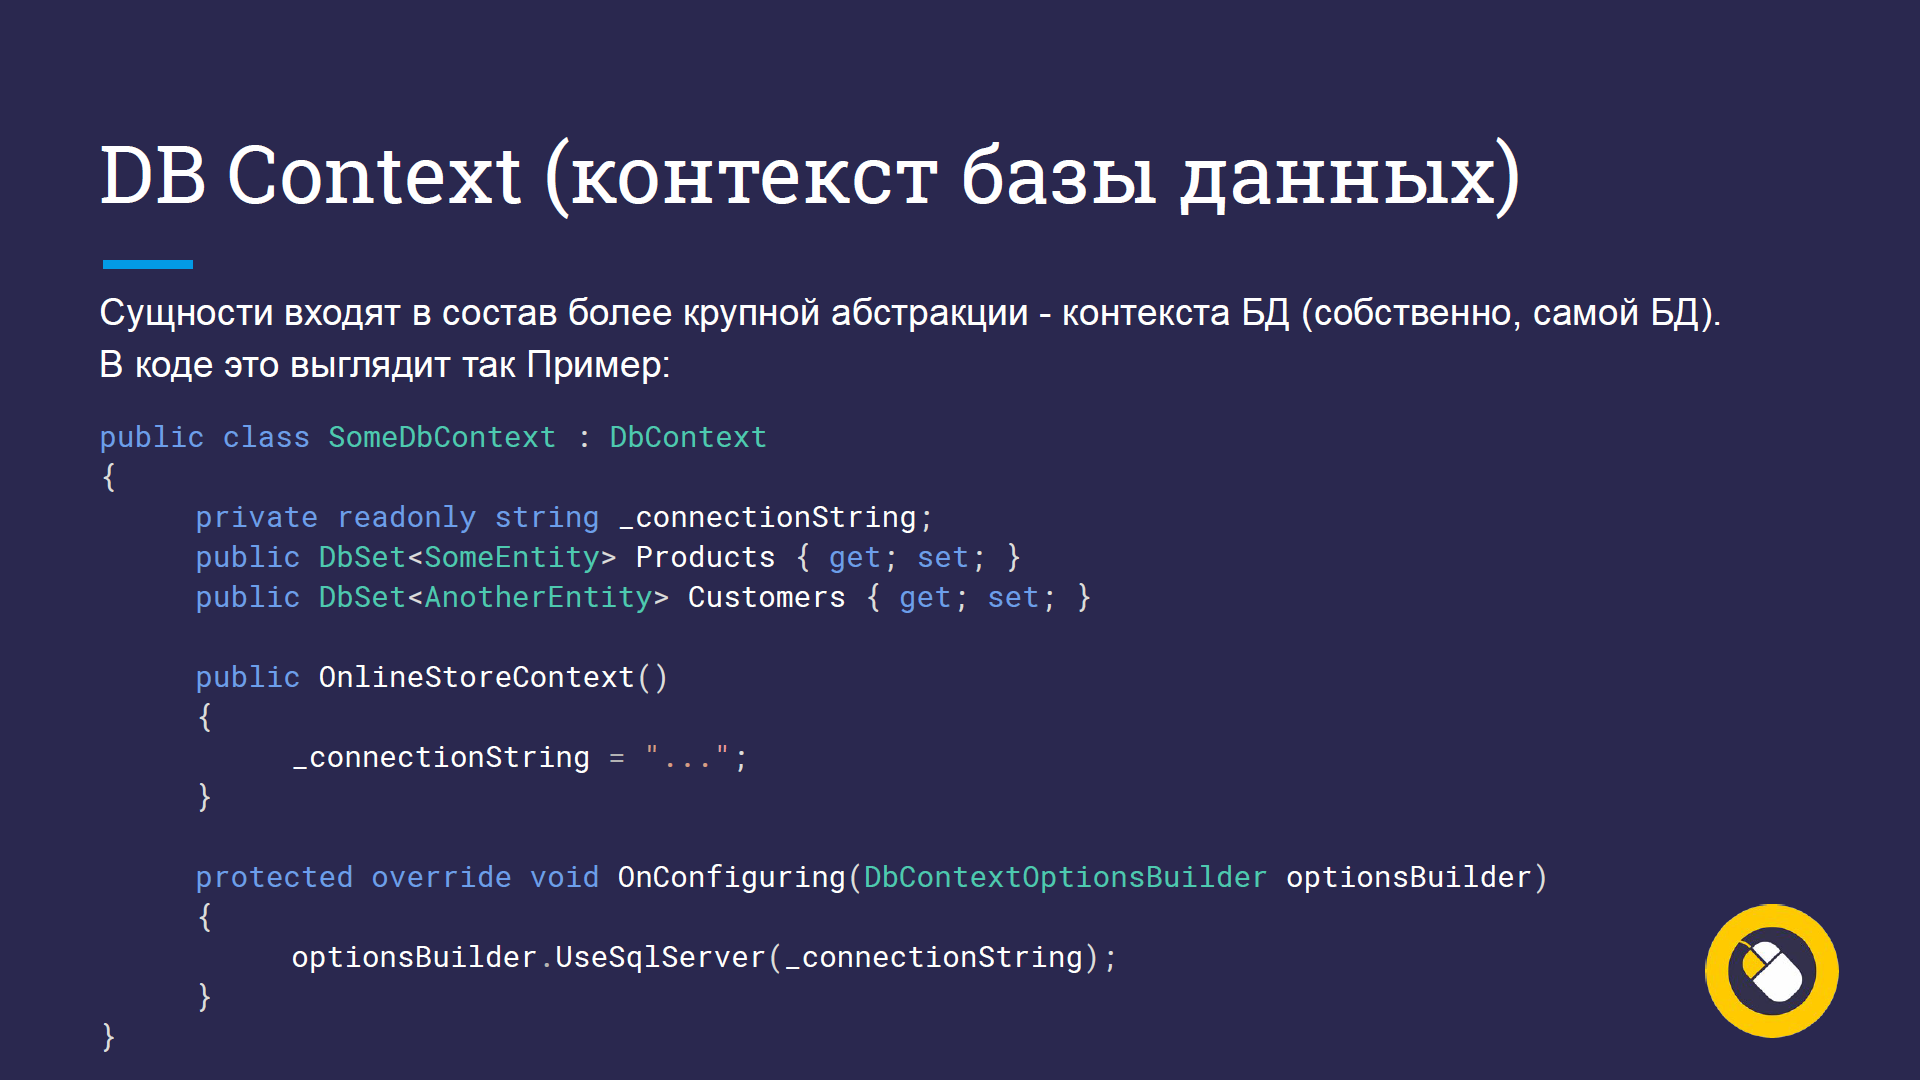 DB Context (контекст базы данных)
Сущности входят в состав более крупной абстракции - контекста БД (собственно, самой БД).
В коде это выглядит так Пример:
public class SomeDbContext : DbContext
{
private readonly string _connectionString;
public DbSet<SomeEntity> Products { get; set; }
public DbSet<AnotherEntity> Customers { get; set; }
public OnlineStoreContext()
{
_connectionString = "...";
}
protected override void OnConfiguring(DbContextOptionsBuilder optionsBuilder)
{
optionsBuilder.UseSqlServer(_connectionString);
}
}